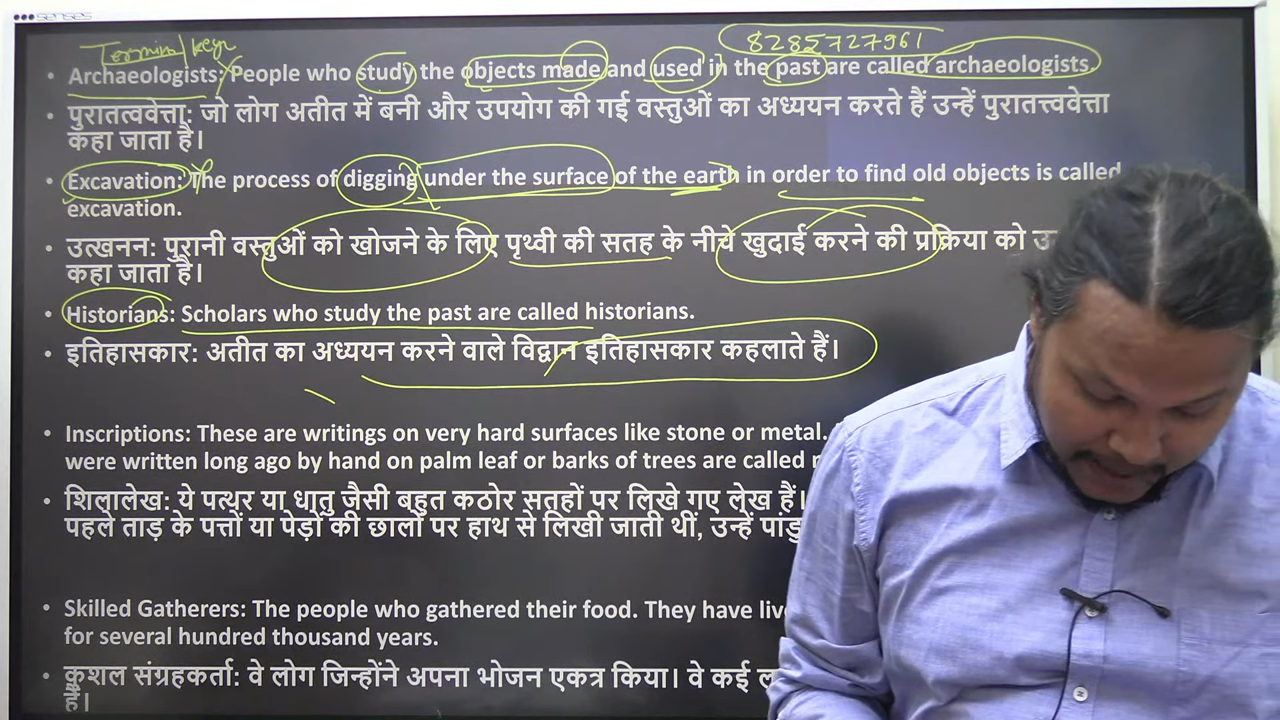 8285727961
Archaeologists: People who study the objects made and used in the past are called archaeologists.
पुरातत्ववेत्ता: जो लोग अतीत में बनी और उपयोग की गई वस्तुओं का अध्ययन करते हैं उन्हें पुरातत्त्ववेत्ता
कहा जाता है।
Excavation: The process of digging under the surface of the earth in order to find old objects is called
excavation.
उत्खनन: पुरानी वस्तुओं को खोजने के लिए पृथ्वी की सतह के नीचे खुदाई करने की प्रक्रिया को
कहा जाता है।
Historians: Scholars who study the past are called historians.
इतिहासकार: अतीत का अध्ययन करने वाले विद्वान इतिहासकार कहलाते हैं।
Inscriptions: These are writings on very hard surfaces like stone or metal.
were written long ago by hand on palm leaf or barks of trees are called
शिलालेख: ये पत्थर या धातु जैसी बहुत कठोर सतहों पर लिखे गए लेख हैं।
पहले ताड़ के पत्तों या पेड़ों की छालों पर हाथ से लिखी जाती थीं, उन्हें
Skilled Gatherers: The people who gathered their food. They have
for several hundred thousand years.
कुशल संग्रहकर्ता: वे लोग जिन्होंने अपना भोजन एकत्र किया। वे कई